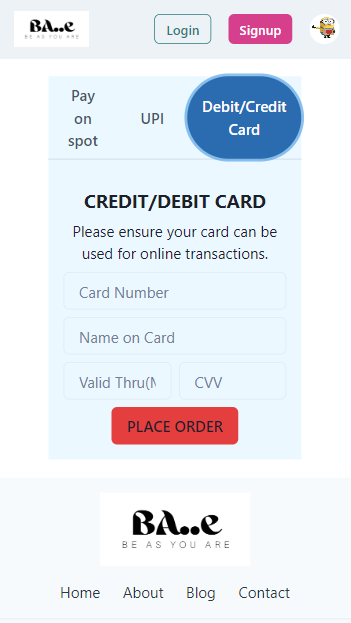 BA..e
BE AS YOU ARE
Login
Signup
Pay
on
spot
UPI
Debit/Credit
Card
CREDIT/DEBIT CARD
Please ensure your card can be
used for online transactions.
Card Number
Name on Card
Valid Thru(M
CVV
PLACE ORDER
BA..e
BE AS YOU ARE
Home About Blog Contact